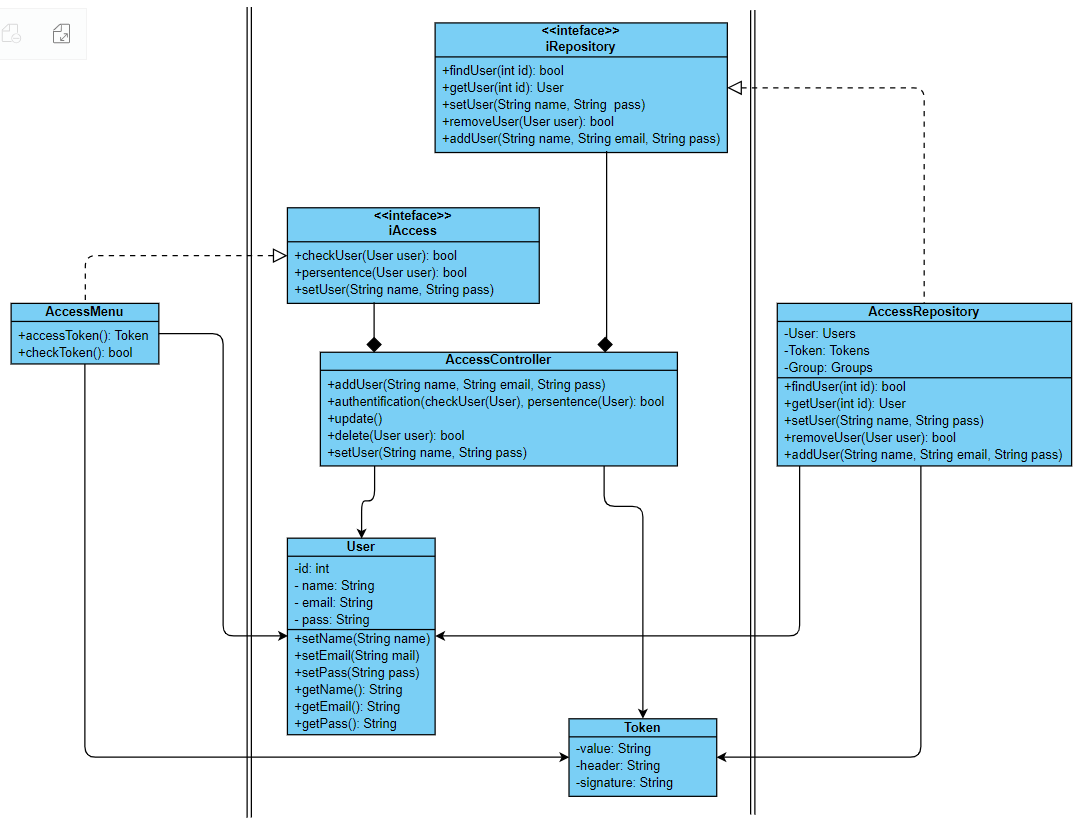 <<inteface>>
iRepository
+findUser(int id): bool
+getUser(int id): User
+setUser(String name, String  pass)
+removeUser(User user): bool
+addUser(String name, String email, String pass)
<<inteface>>
iAccess
+checkUser(User user): bool
+persentence(User user): bool
+setUser(String name, String pass)
AccessMenu
+accessToken(): Token
+checkToken(): bool
AccessController
+addUser(String name, String email, String pass)
+authentification(checkUser(User), persentence(User): bool
+update()
+delete(User user): bool
+setUser(String name, String pass)
AccessRepository
-User: Users
-Token: Tokens
-Group: Groups
+findUser(int id): bool
+getUser(int id): User
+setUser(String name, String pass)
+removeUser(User user): bool
+addUser(String name, String email, String pass)
User
-id: int
- name: String
- email: String
- pass: String
+setName(String name)
+setEmail(String mail)
+setPass(String pass)
+getName(): String
+getEmail(): String
+getPass(): String
Token
-value: String
-header: String
-signature: String